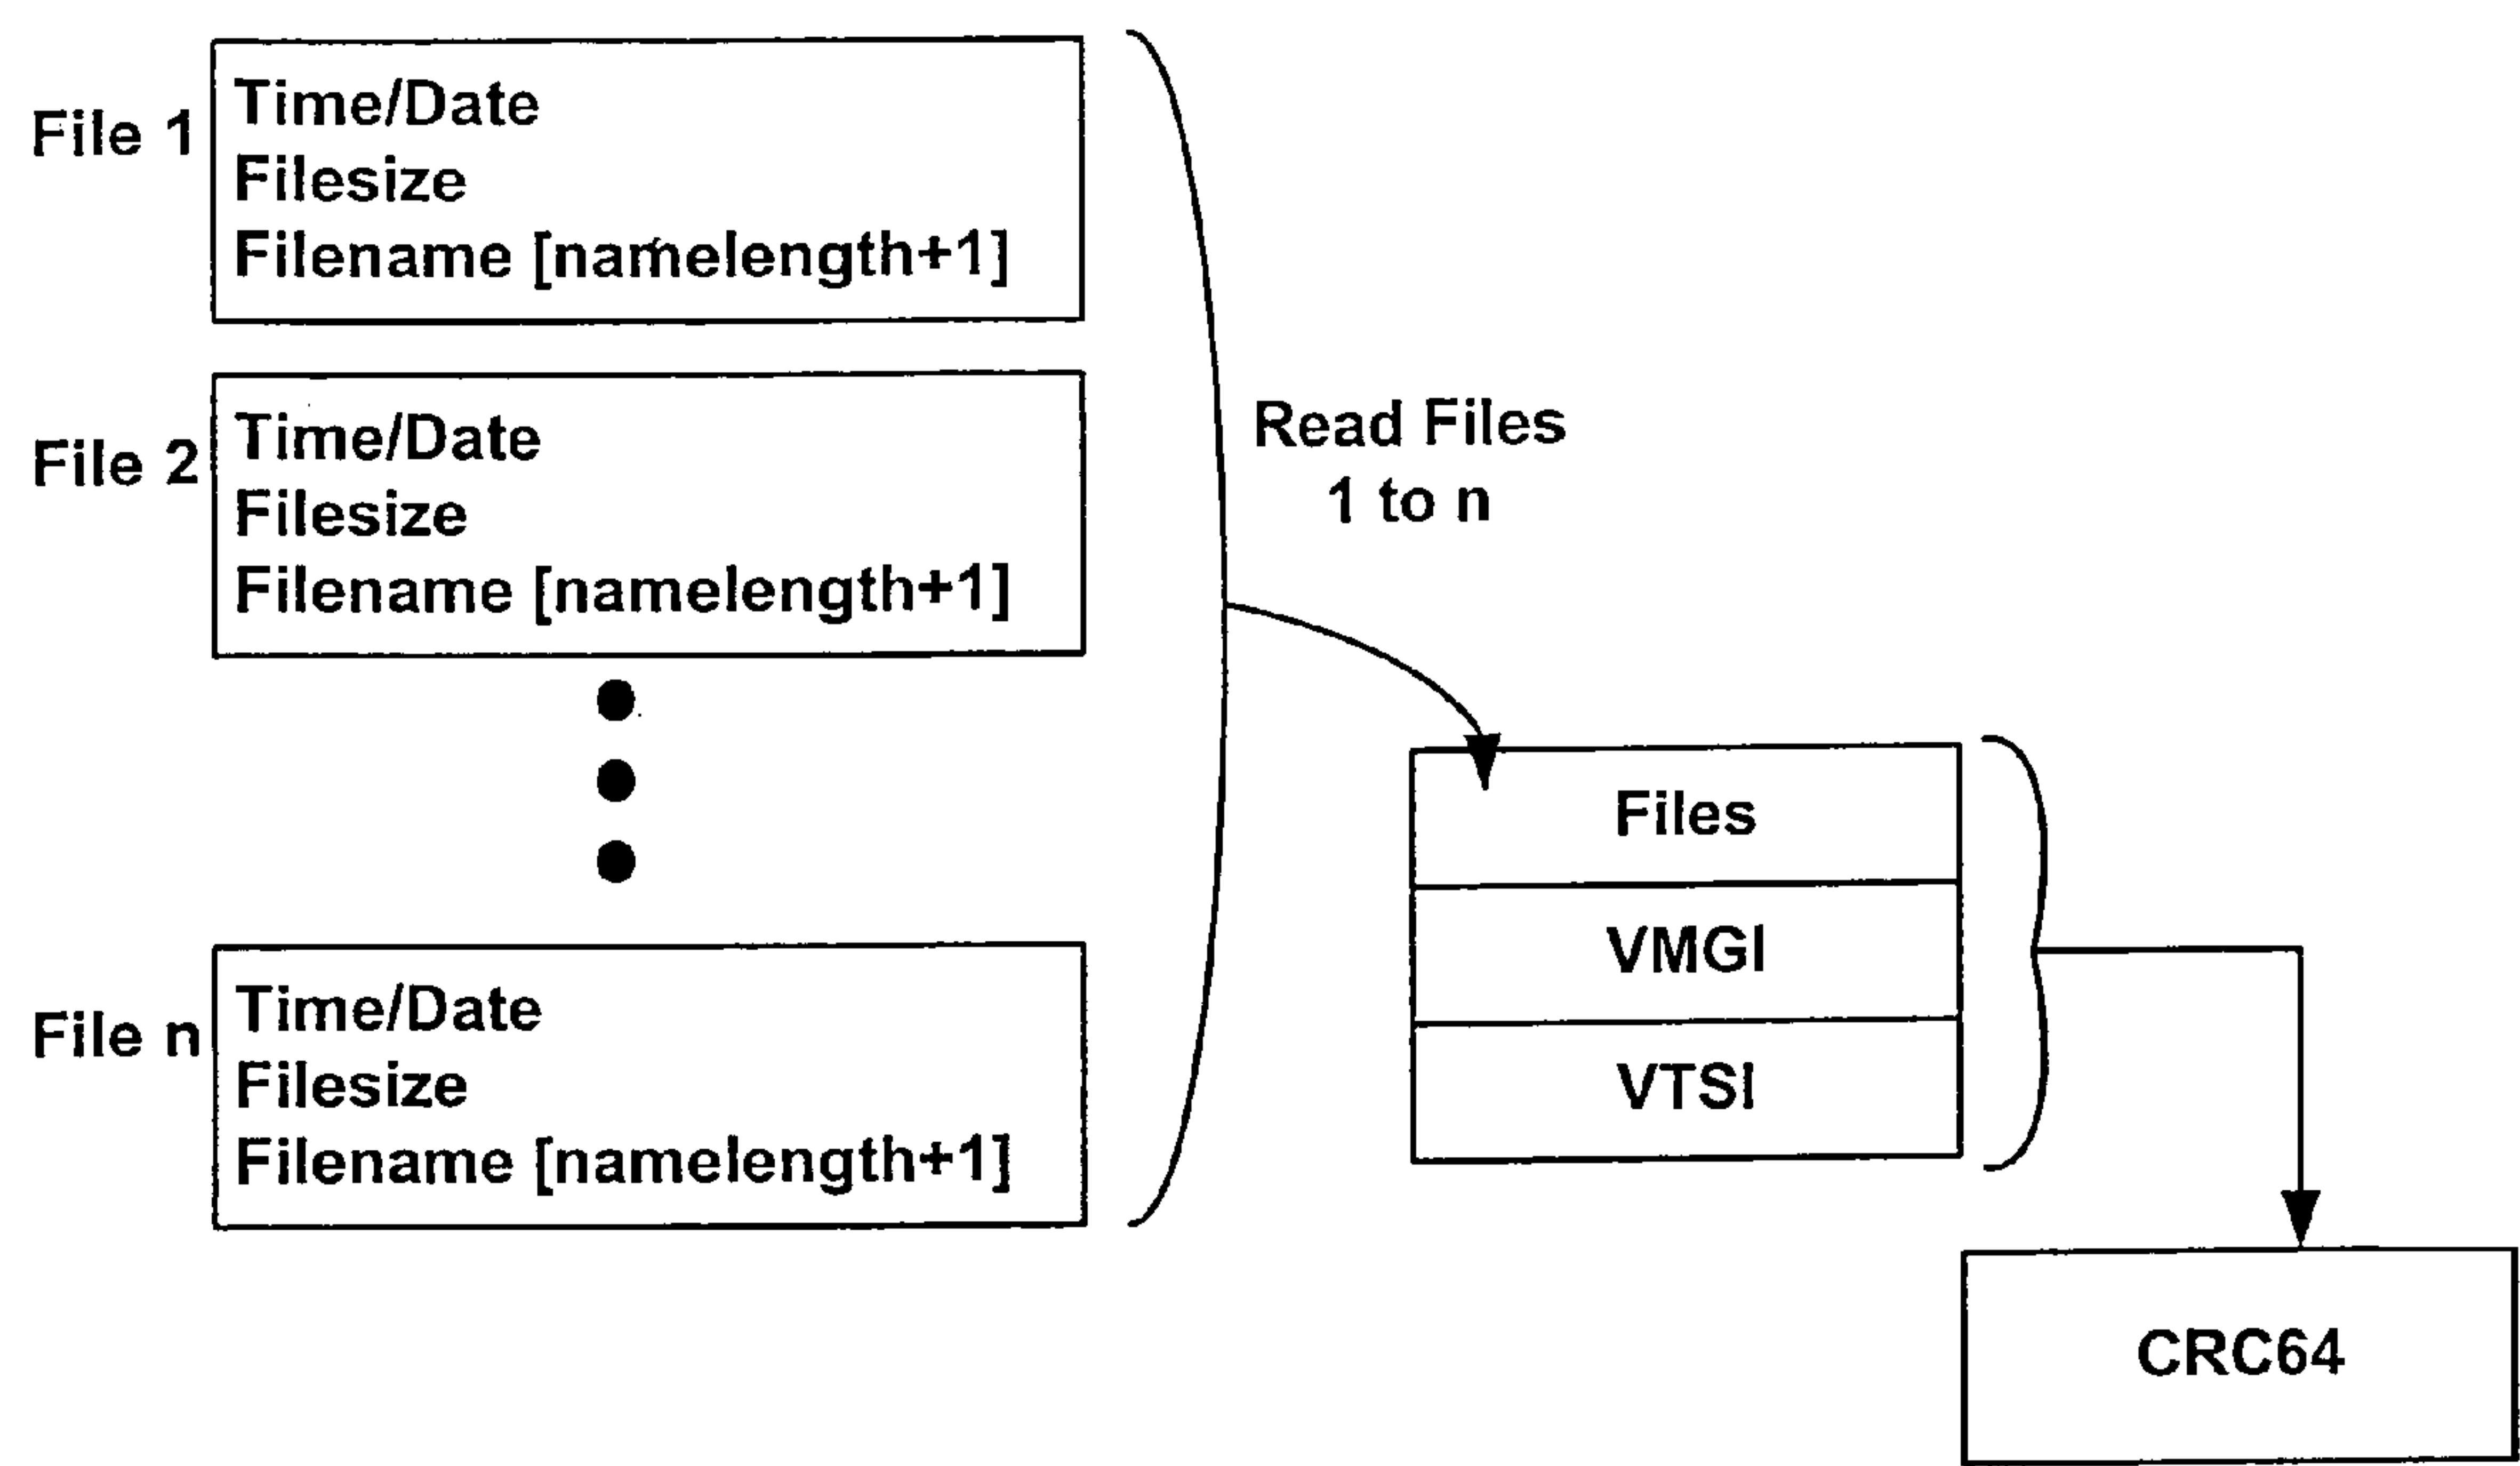 File 1
Time/Date
Filesize
Filename [namelength+1]
File 2
Time/Date
Filesize
Filename [namelength+1]
File n
Time/Date
Filesize
Filename [namelength+1]
Read Files
1 to n
Files
VMGI
VTSI
CRC64